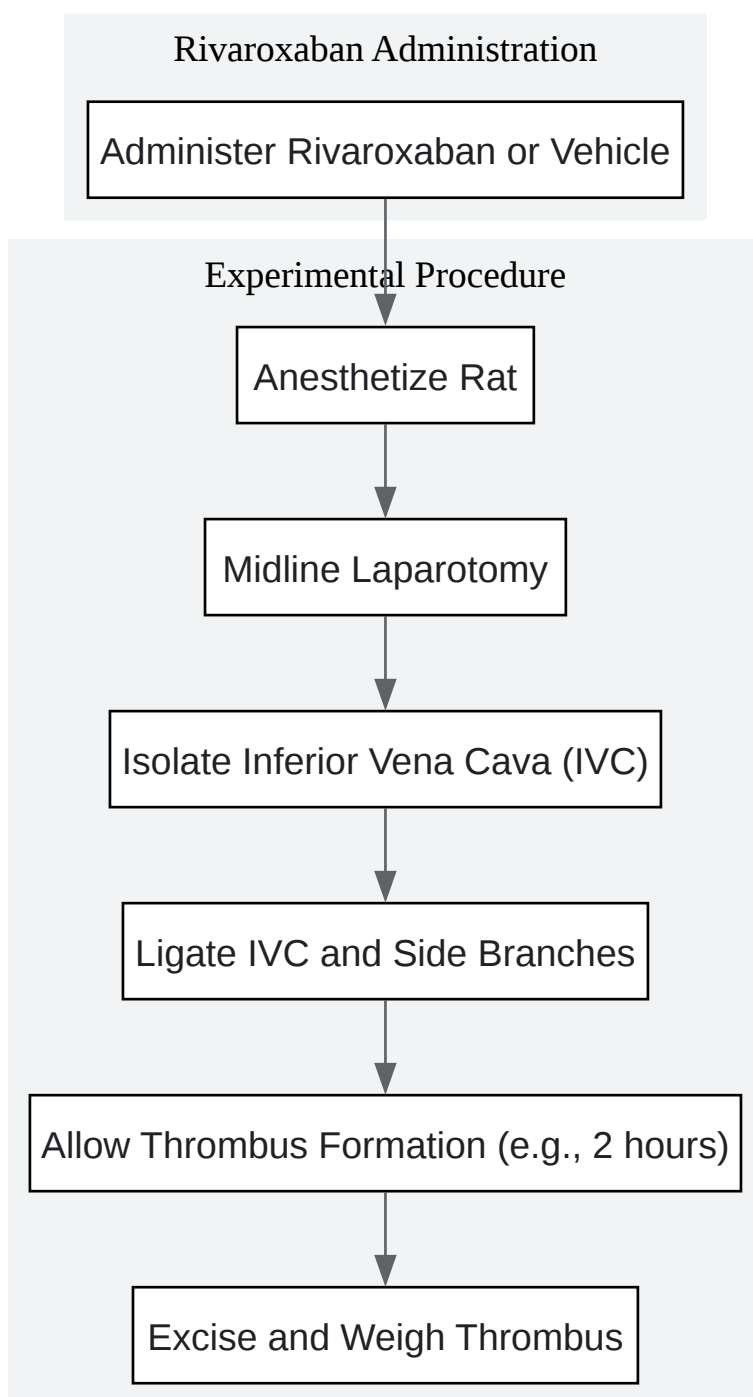 Rivaroxaban Administration
Administer Rivaroxaban or Vehicle
Experimental Procedure
Anesthetize Rat
Midline Laparotomy
Isolate Inferior Vena Cava (IVC)
Ligate IVC and Side Branches
Allow Thrombus Formation (e.g., 2 hours)
Excise and Weigh Thrombus